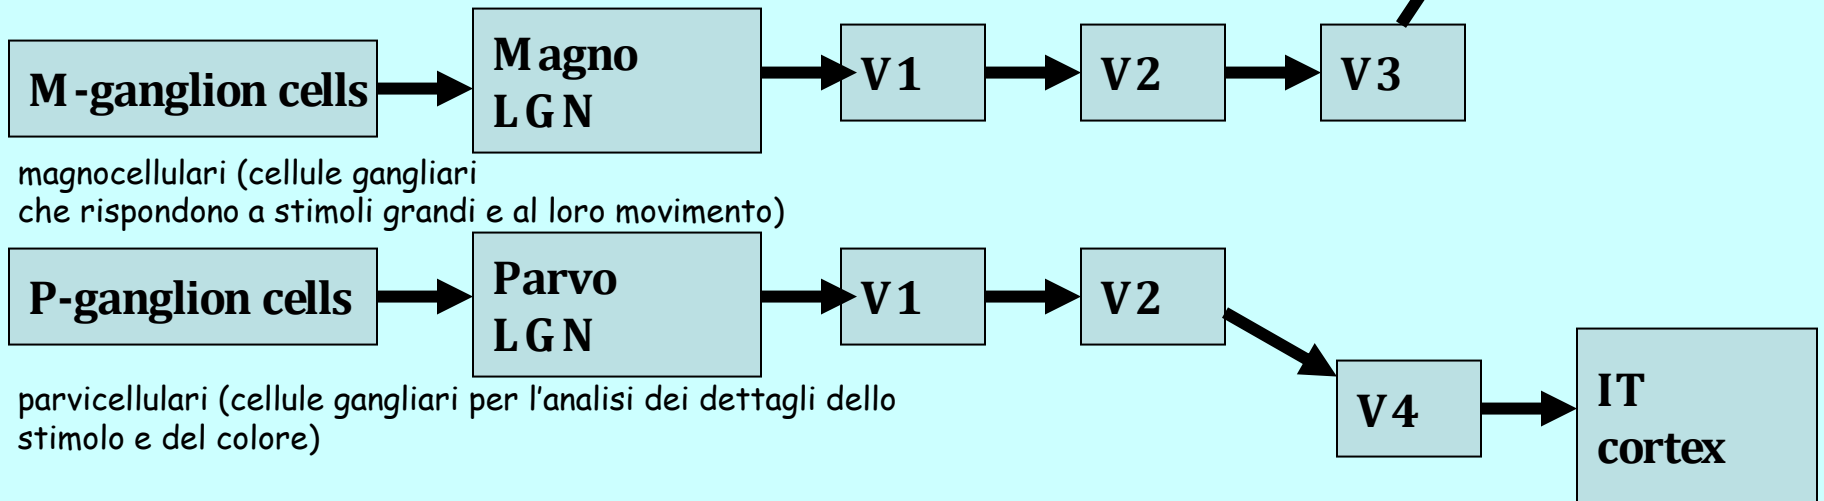 M-ganglion cells
Magno
LGN
V1
V2
V3
magnocellulari (cellule gangliari
che rispondono a stimoli grandi e al loro movimento)
P-ganglion cells
Parvo
LGN
V1
V2
V4
IT
cortex
parvicellulari (cellule gangliari per l'analisi dei dettagli dello
stimolo e del colore)